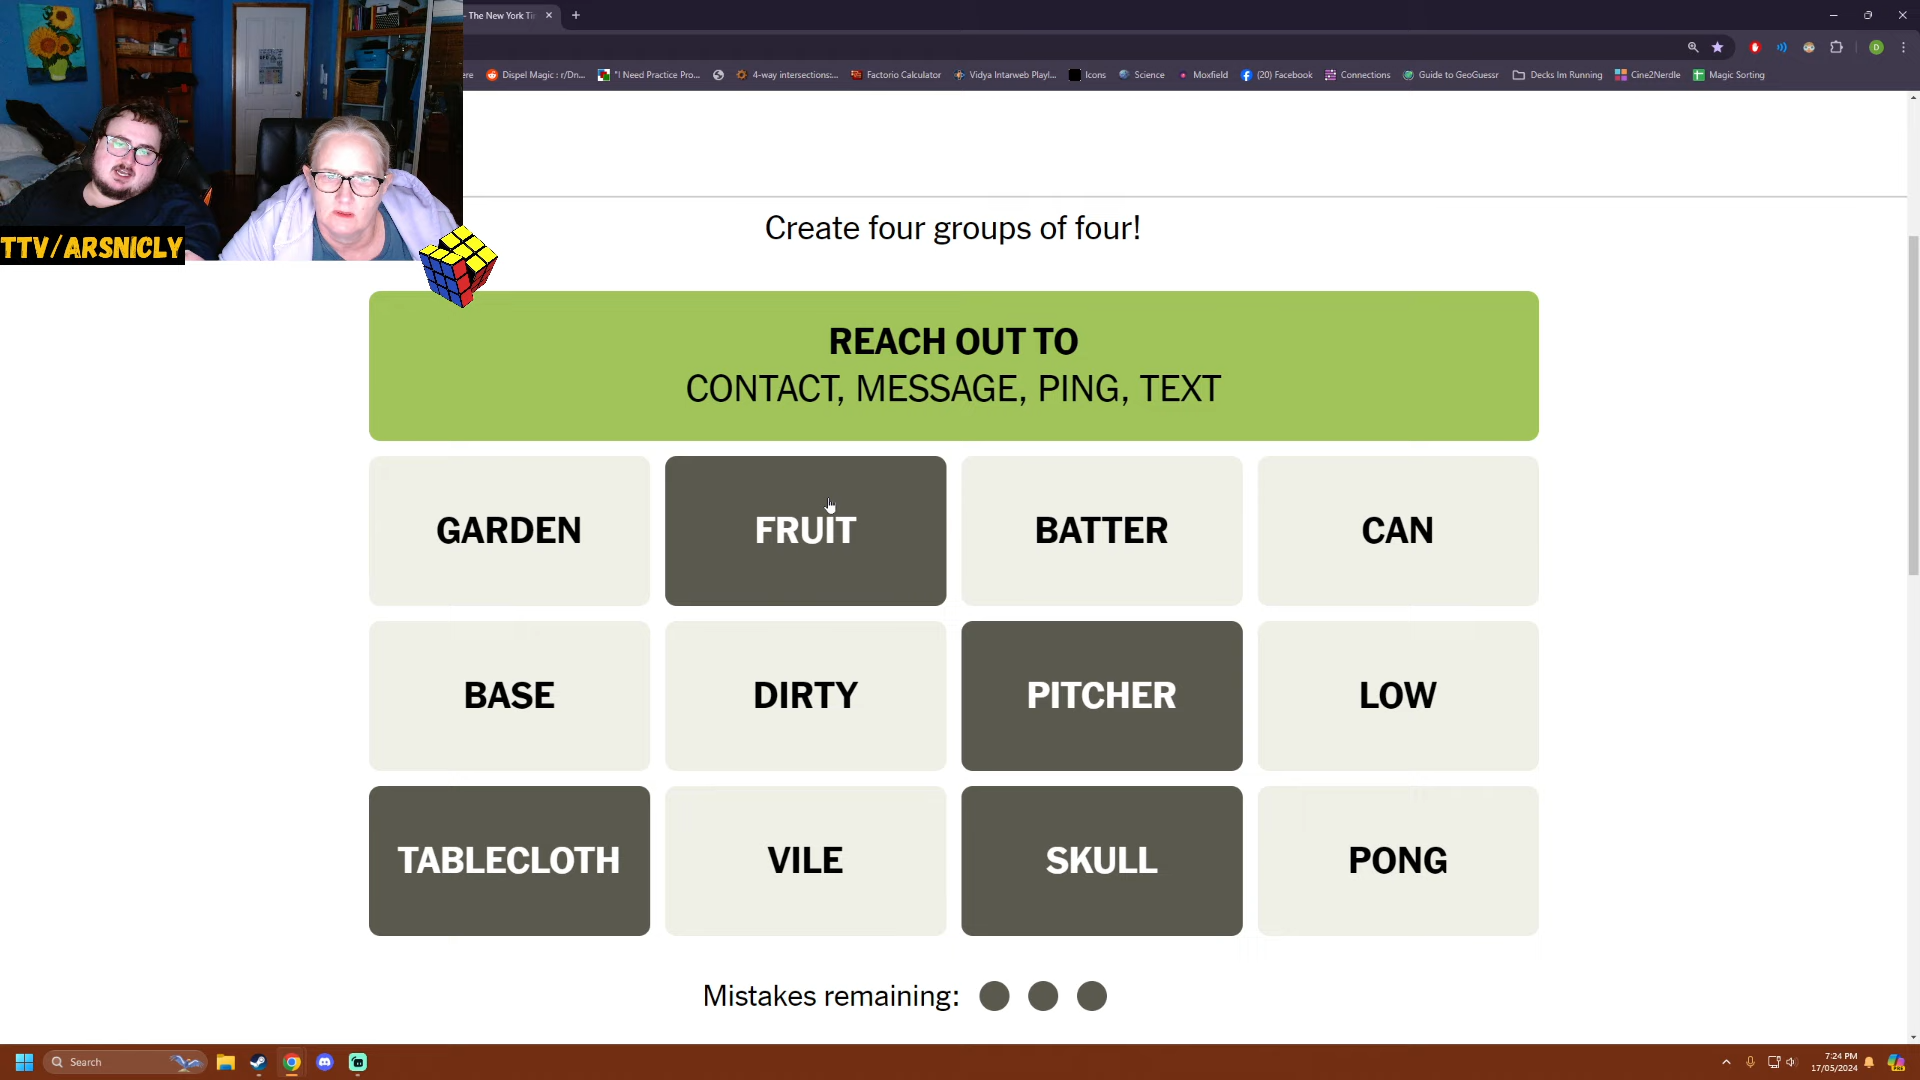 - The New York Ti
ere
Dispel Magic : r/Dn...
"I Need Practice Pro...
4-way intersections:...
Factorio Calculator
Vidya Intarweb Playl...
Icons
Science
Moxfield
(20) Facebook
Connections
Guide to GeoGuessr
Decks Im Running
Cine2Nerdle
Magic Sorting
D
TTV/ARSNICLY
Create four groups of four!
REACH OUT TO
CONTACT, MESSAGE, PING, TEXT
GARDEN
FRUIT
BATTER
CAN
BASE
DIRTY
PITCHER
LOW
TABLECLOTH
VILE
SKULL
PONG
Mistakes remaining:
Search
7:24 PM
17/05/2024